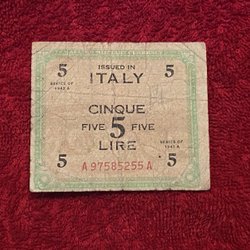 ISSUED IN
5 ITALY 5
SERIES OF
1943 A
CINQUE
FIVE 5 FIVE
SERIES OF
1943 A
5 LIRE 5
A 97585255 A